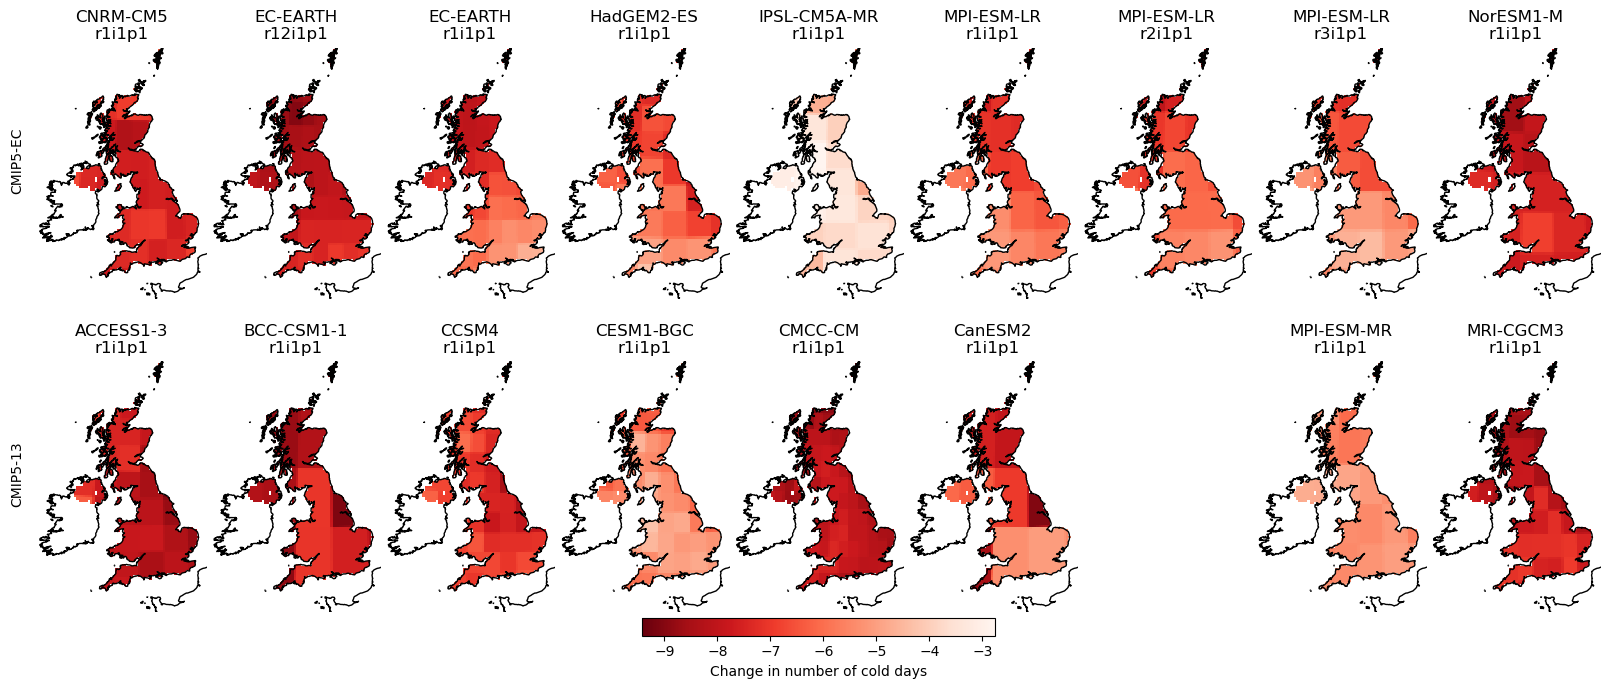 CNRM-CM5 EC-EARTH EC-EARTH HadGEM2-ES IPSL-CM5A-MR MPI-ESM-LR MPI-ESM-LR MPI-ESM-LR NorESM1-M
r1i1p1 r12i1p1 r1i1p1 r1i1p1 r1i1p1 r1i1p1 r2i1p1 r3i1p1 r1i1p1
CMIP5-EC
ACCESS1-3 BCC-CSM1-1 CCSM4 CESM1-BGC CMCC-CM CanESM2 MPI-ESM-MR MRI-CGCM3
r1i1p1 r1i1p1 r1i1p1 r1i1p1 r1i1p1 r1i1p1 r1i1p1 r1i1p1
CMIP5-13
−9 −8 −7 −6 −5 −4 −3
Change in number of cold days